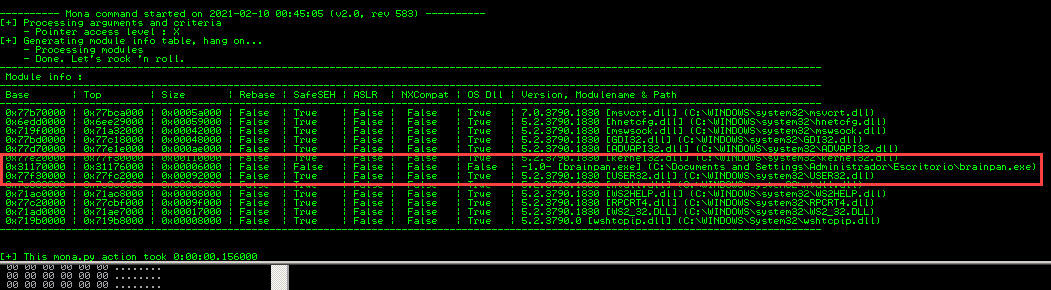 ---------- Mona command started on 2021-02-10 00:45:05 (v2.0, rev 583) ----------
[+] Processing arguments and criteria
- Pointer access level : X
[+] Generating module info table, hang on...
- Processing modules
- Done. Let's rock 'n roll.
Module info :
Base | Top | Size | Rebase | SafeSEH | ASLR | NXCompat | OS Dll | Version, Modulename & Path
0x77b70000 | 0x77bca000 | 0x0005a000 | False | True | False | False | True | 7.0.3790.1830 [msvcrt.dll] (C:\WINDOWS\system32\msvcrt.dll)
0x6edd0000 | 0x6ee29000 | 0x00059000 | False | True | False | False | True | 5.2.3790.1830 [hnetcfg.dll] (C:\WINDOWS\system32\hnetcfg.dll)
0x719f0000 | 0x71a32000 | 0x00042000 | False | True | False | False | True | 5.2.3790.1830 [mswsock.dll] (C:\WINDOWS\system32\mswsock.dll)
0x77bd0000 | 0x77c18000 | 0x00048000 | False | True | False | False | True | 5.2.3790.1830 [GDI32.dll] (C:\WINDOWS\system32\GDI32.dll)
0x77d70000 | 0x77e1e000 | 0x000ae000 | False | True | False | False | True | 5.2.3790.1830 [ADVAPI32.dll] (C:\WINDOWS\system32\ADVAPI32.dll)
0x77e20000 | 0x77f30000 | 0x00110000 | False | True | False | False | True | 5.2.3790.1830 [kernel32.dll] (C:\WINDOWS\system32\kernel32.dll)
0x31170000 | 0x31176000 | 0x00006000 | False | False | False | False | False | -1.0- [brainpan.exe] (C:\Documents and Settings\Administrador\Escritorio\brainpan.exe)
0x77f30000 | 0x77fc2000 | 0x00092000 | False | True | False | False | True | 5.2.3790.1830 [USER32.dll] (C:\WINDOWS\system32\USER32.dll)
0x71ac0000 | 0x71ac8000 | 0x00008000 | False | True | False | False | True | 5.2.3790.1830 [WS2HELP.dll] (C:\WINDOWS\system32\WS2HELP.dll)
0x77c20000 | 0x77cbf000 | 0x0009f000 | False | True | False | False | True | 5.2.3790.1830 [RPCRT4.dll] (C:\WINDOWS\system32\RPCRT4.dll)
0x71ad0000 | 0x71ae7000 | 0x00017000 | False | True | False | False | True | 5.2.3790.1830 [WS2_32.DLL] (C:\WINDOWS\system32\WS2_32.DLL)
0x719b0000 | 0x719b8000 | 0x00008000 | False | True | False | False | True | 5.2.3790.0 [wshtcpip.dll] (C:\WINDOWS\system32\wshtcpip.dll)
[+] This mona.py action took 0:00:00.156000
00 00 00 00 00 00 ........
00 00 00 00 00 00 ........
00 00 00 00 00 00 ........